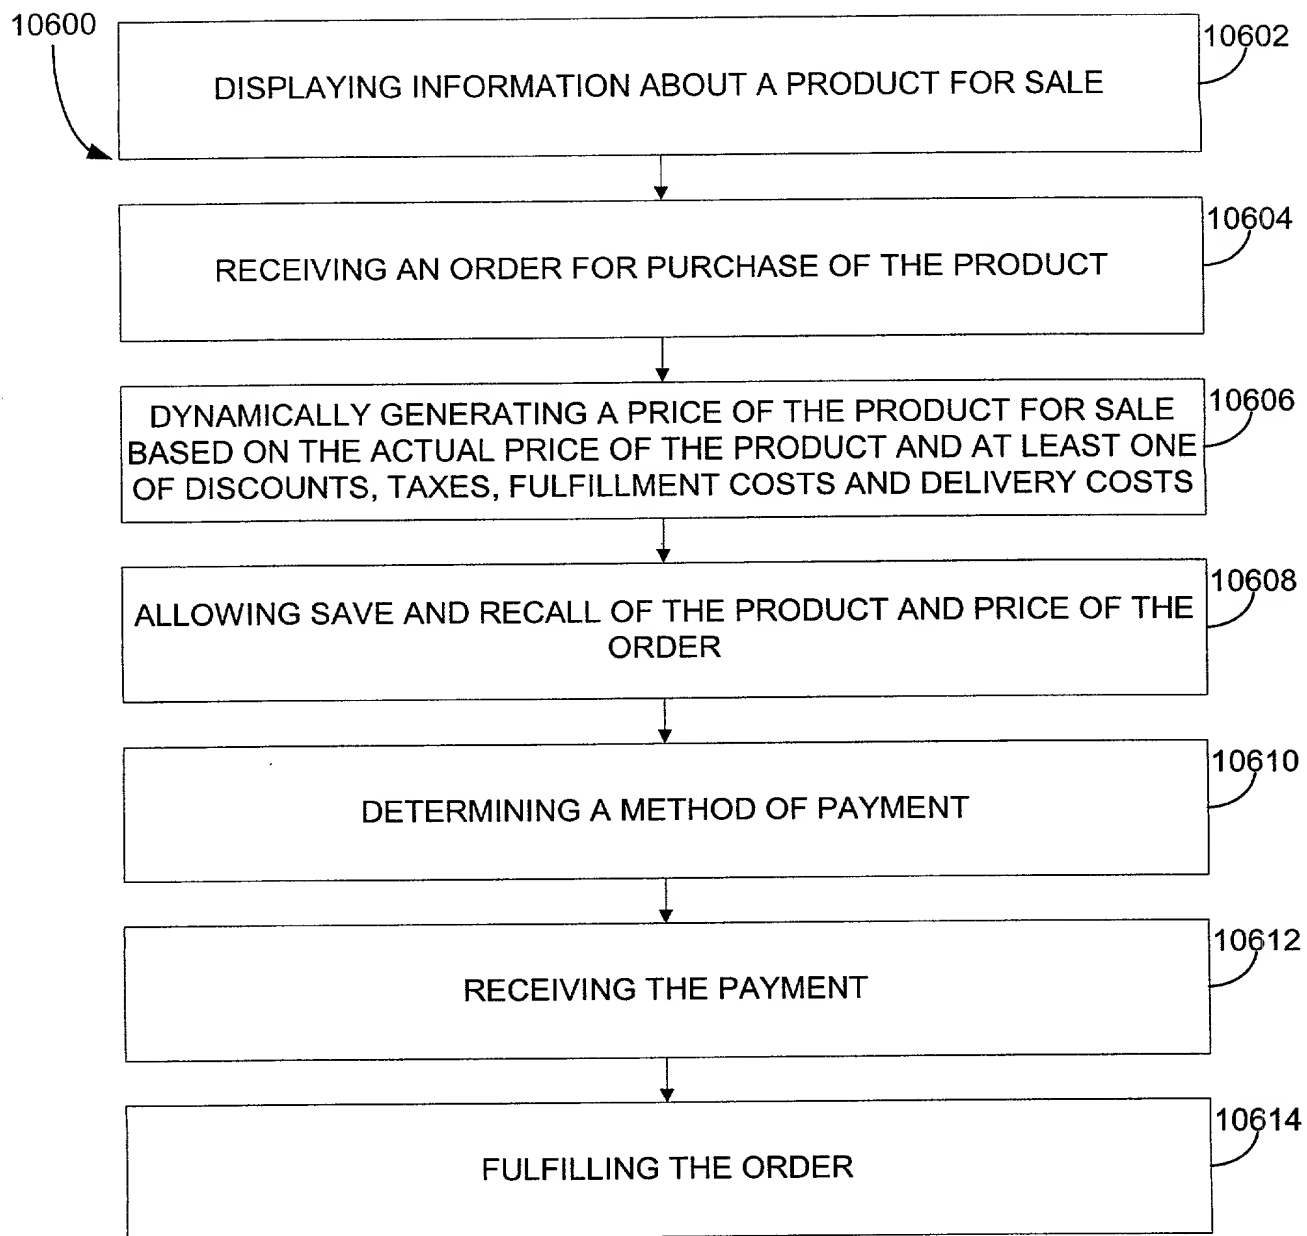 10600
10602
DISPLAYING INFORMATION ABOUT A PRODUCT FOR SALE
10604
RECEIVING AN ORDER FOR PURCHASE OF THE PRODUCT
10606
DYNAMICALLY GENERATING A PRICE OF THE PRODUCT FOR SALE
BASED ON THE ACTUAL PRICE OF THE PRODUCT AND AT LEAST ONE
OF DISCOUNTS, TAXES, FULFILLMENT COSTS AND DELIVERY COSTS
10608
ALLOWING SAVE AND RECALL OF THE PRODUCT AND PRICE OF THE
ORDER
10610
DETERMINING A METHOD OF PAYMENT
10612
RECEIVING THE PAYMENT
10614
FULFILLING THE ORDER